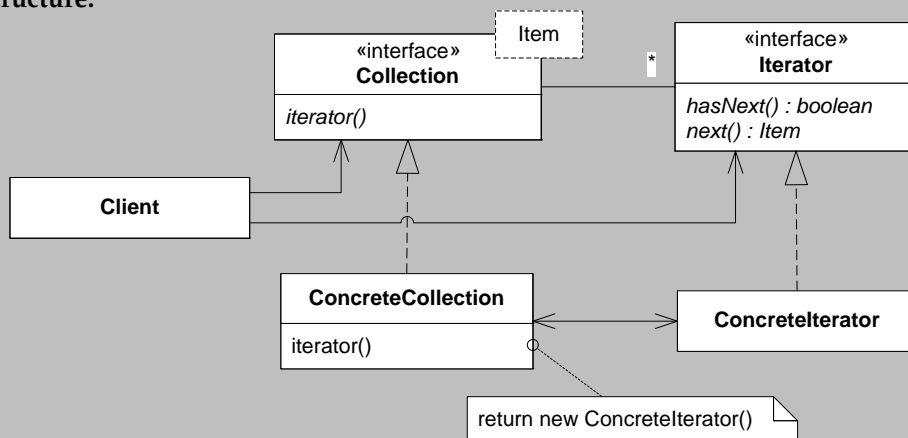 ructure.
Item
«interface»
Collection
iterator()
*
«interface»
Iterator
hasNext() : boolean
next() : Item
Client
ConcreteCollection
iterator()
ConcreteIterator
return new ConcreteIterator()